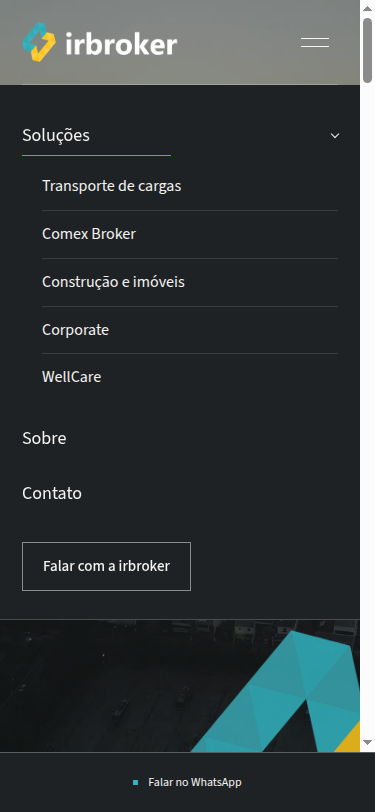 irbroker
Soluções
Transporte de cargas
Comex Broker
Construção e imóveis
Corporate
WellCare
Sobre
Contato
Falar com a irbroker
Falar no WhatsApp